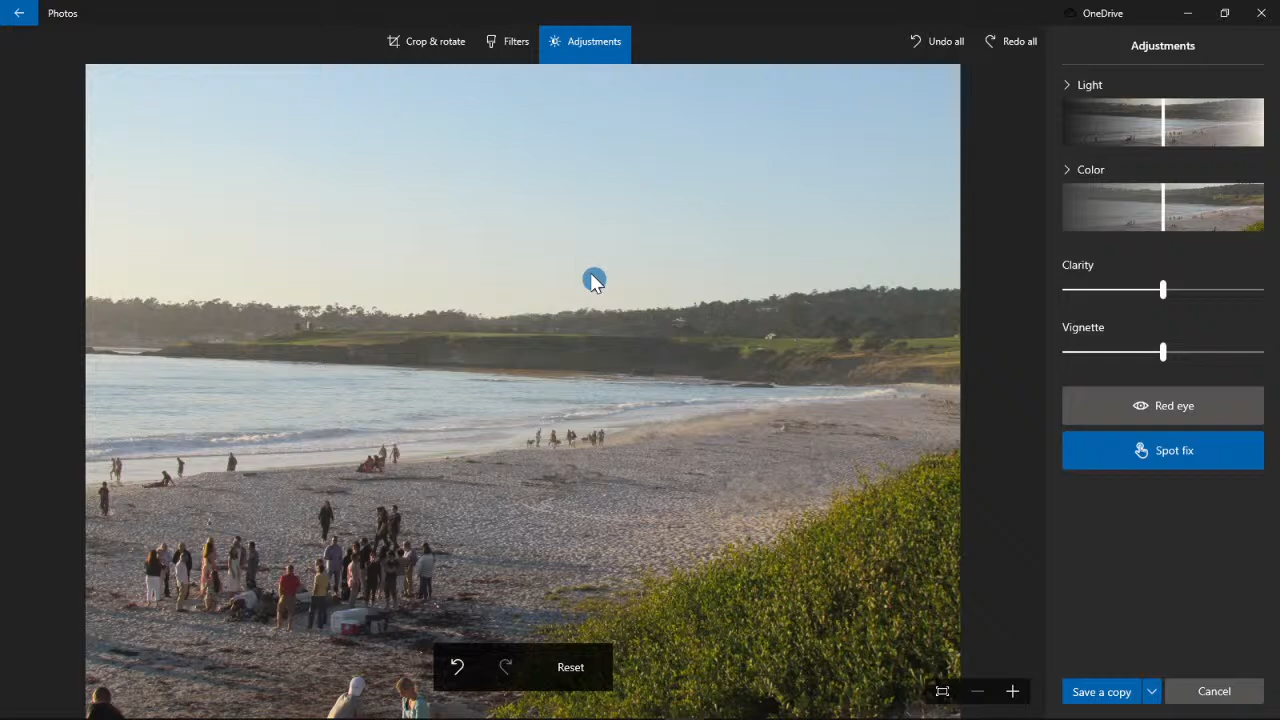 Photos
OneDrive
Crop & rotate
Filters
Adjustments
Undo all
Redo all
Adjustments
Light
Color
Clarity
Vignette
Red eye
Spot fix
Reset
Save a copy
Cancel